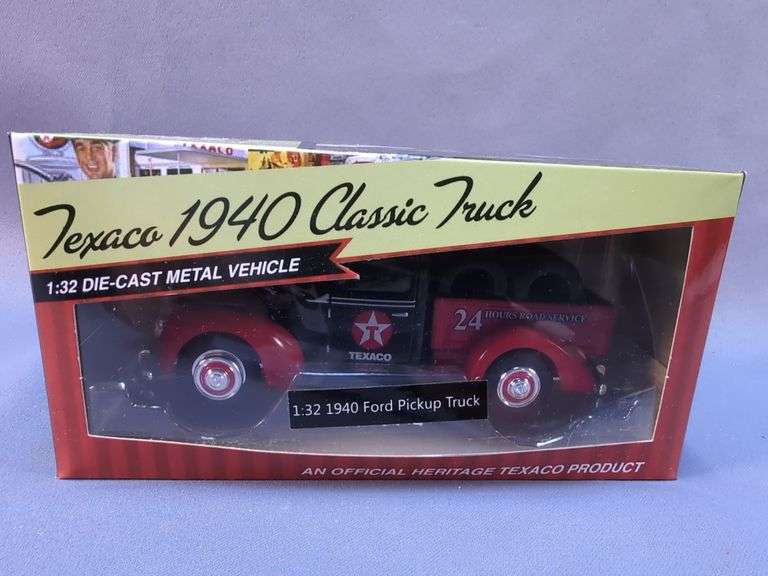 Texaco 1940 Classic Truck
1:32 DIE-CAST METAL VEHICLE
24 HOURS ROAD SERVICE
T
TEXACO
1:32 1940 Ford Pickup Truck
AN OFFICIAL HERITAGE TEXACO PRODUCT